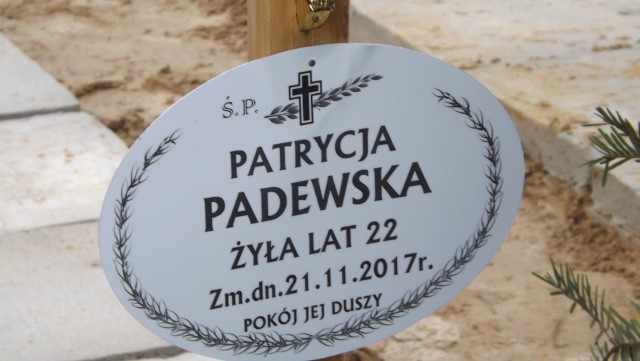 Ś.P.
PATRYCJA
PADEWSKA
ŻYŁA LAT 22
Zm.dn.21.11.2017r.
POKÓJ JEJ DUSZY